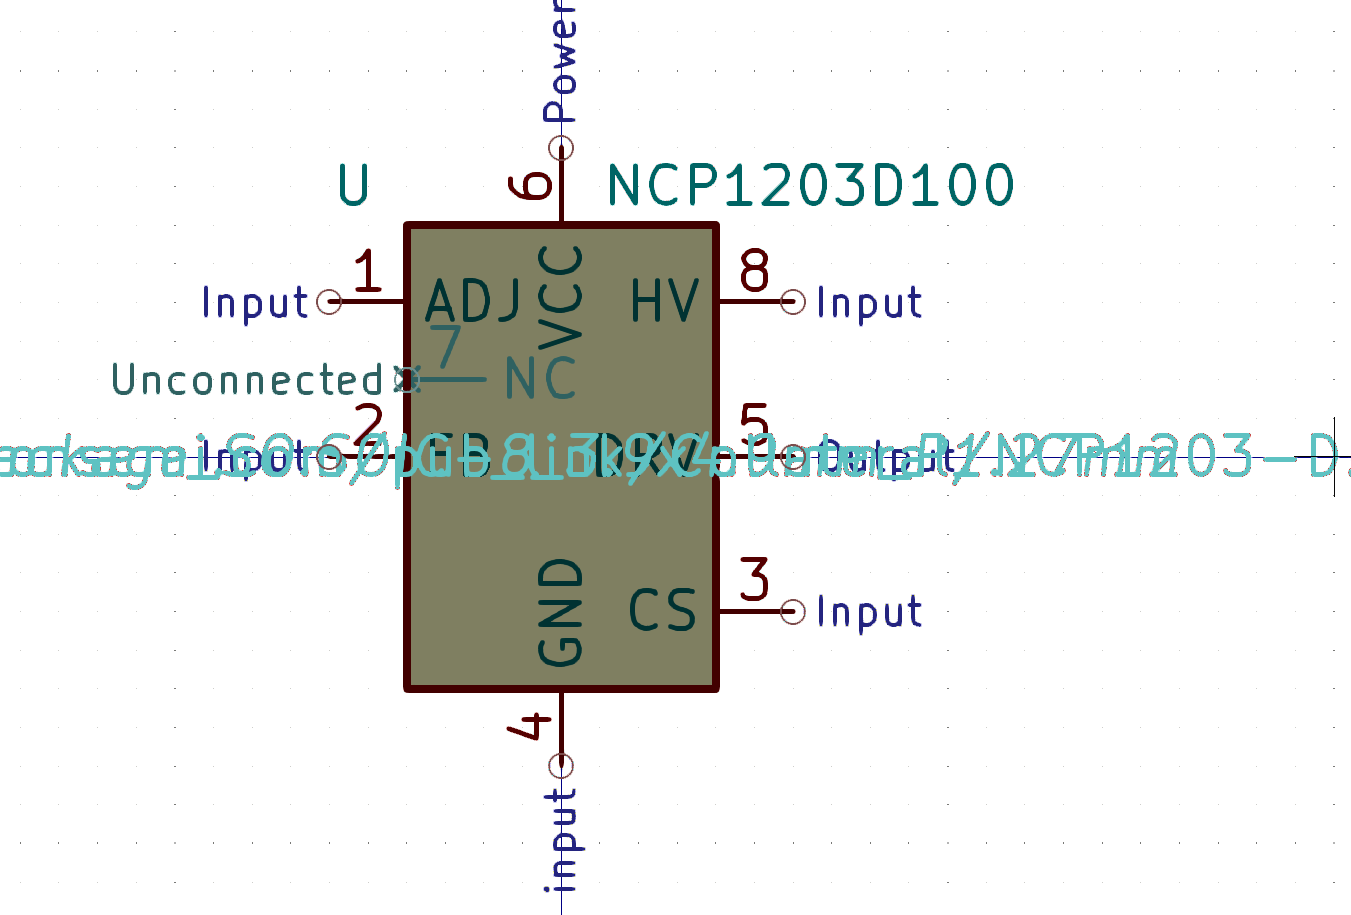 Power
U
6
NCP1203D100
1
8
Input
ADJ
VCC
HV
Input
7
Unconnected
NC
2
5
Input
FB
DRV
Output
3
GND
CS
Input
4
input